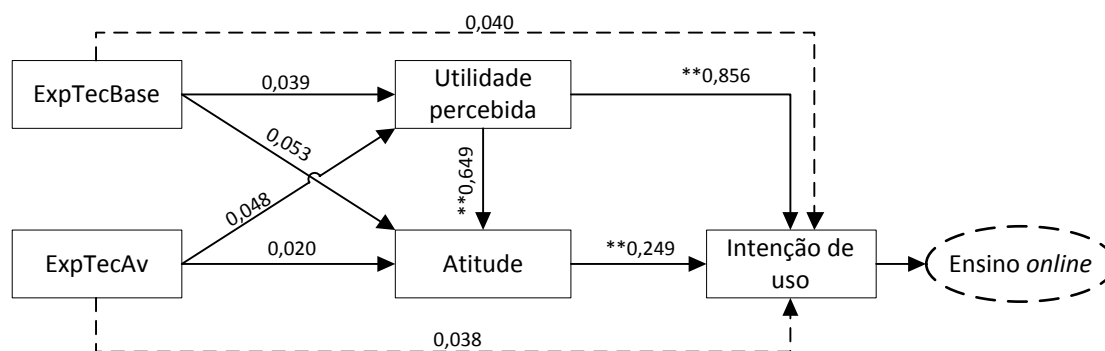 0,040
ExpTecBase
0,039
Utilidade
percebida
**0,856
0,053
0,048
**0,649
ExpTecAv
0,020
Atitude
**0,249
Intenção de
uso
Ensino online
0,038